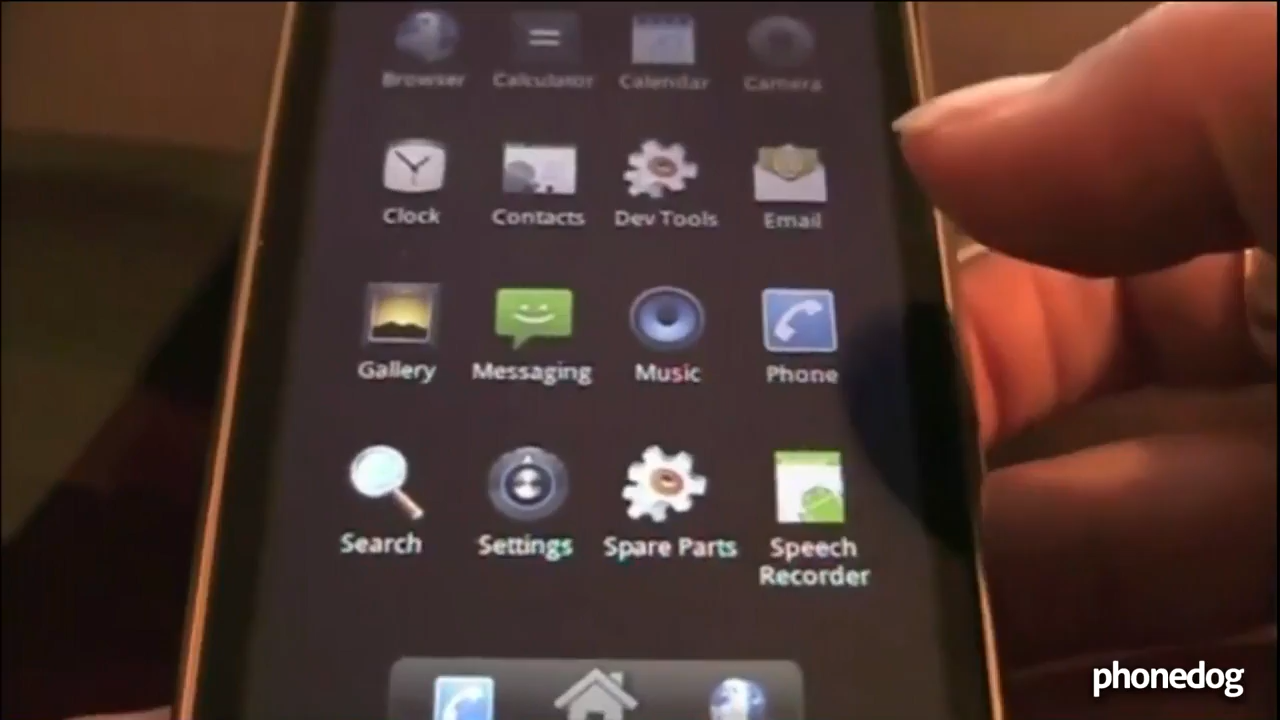 Browser Calculator Calendar Camera
Clock Contacts Dev Tools Email
Gallery Messaging Music Phone
Search Settings Spare Parts Speech Recorder
phonedog